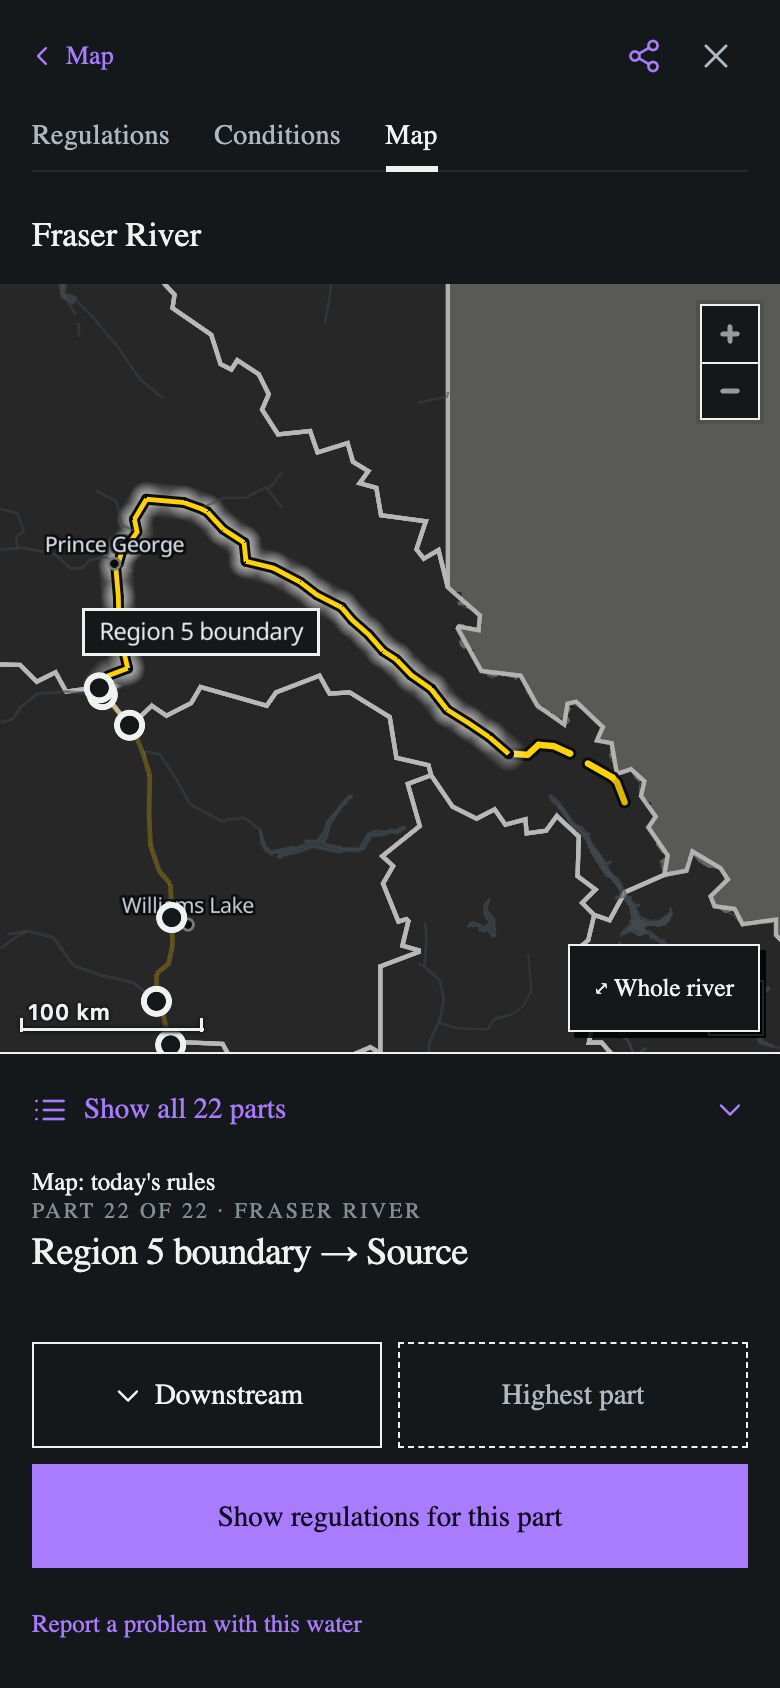 Map
Regulations
Conditions
Map
Fraser River
Prince George
Region 5 boundary
Williams Lake
100 km
Whole river
Show all 22 parts
Map: today's rules
PART 22 OF 22 · FRASER RIVER
Region 5 boundary → Source
Downstream
Highest part
Show regulations for this part
Report a problem with this water